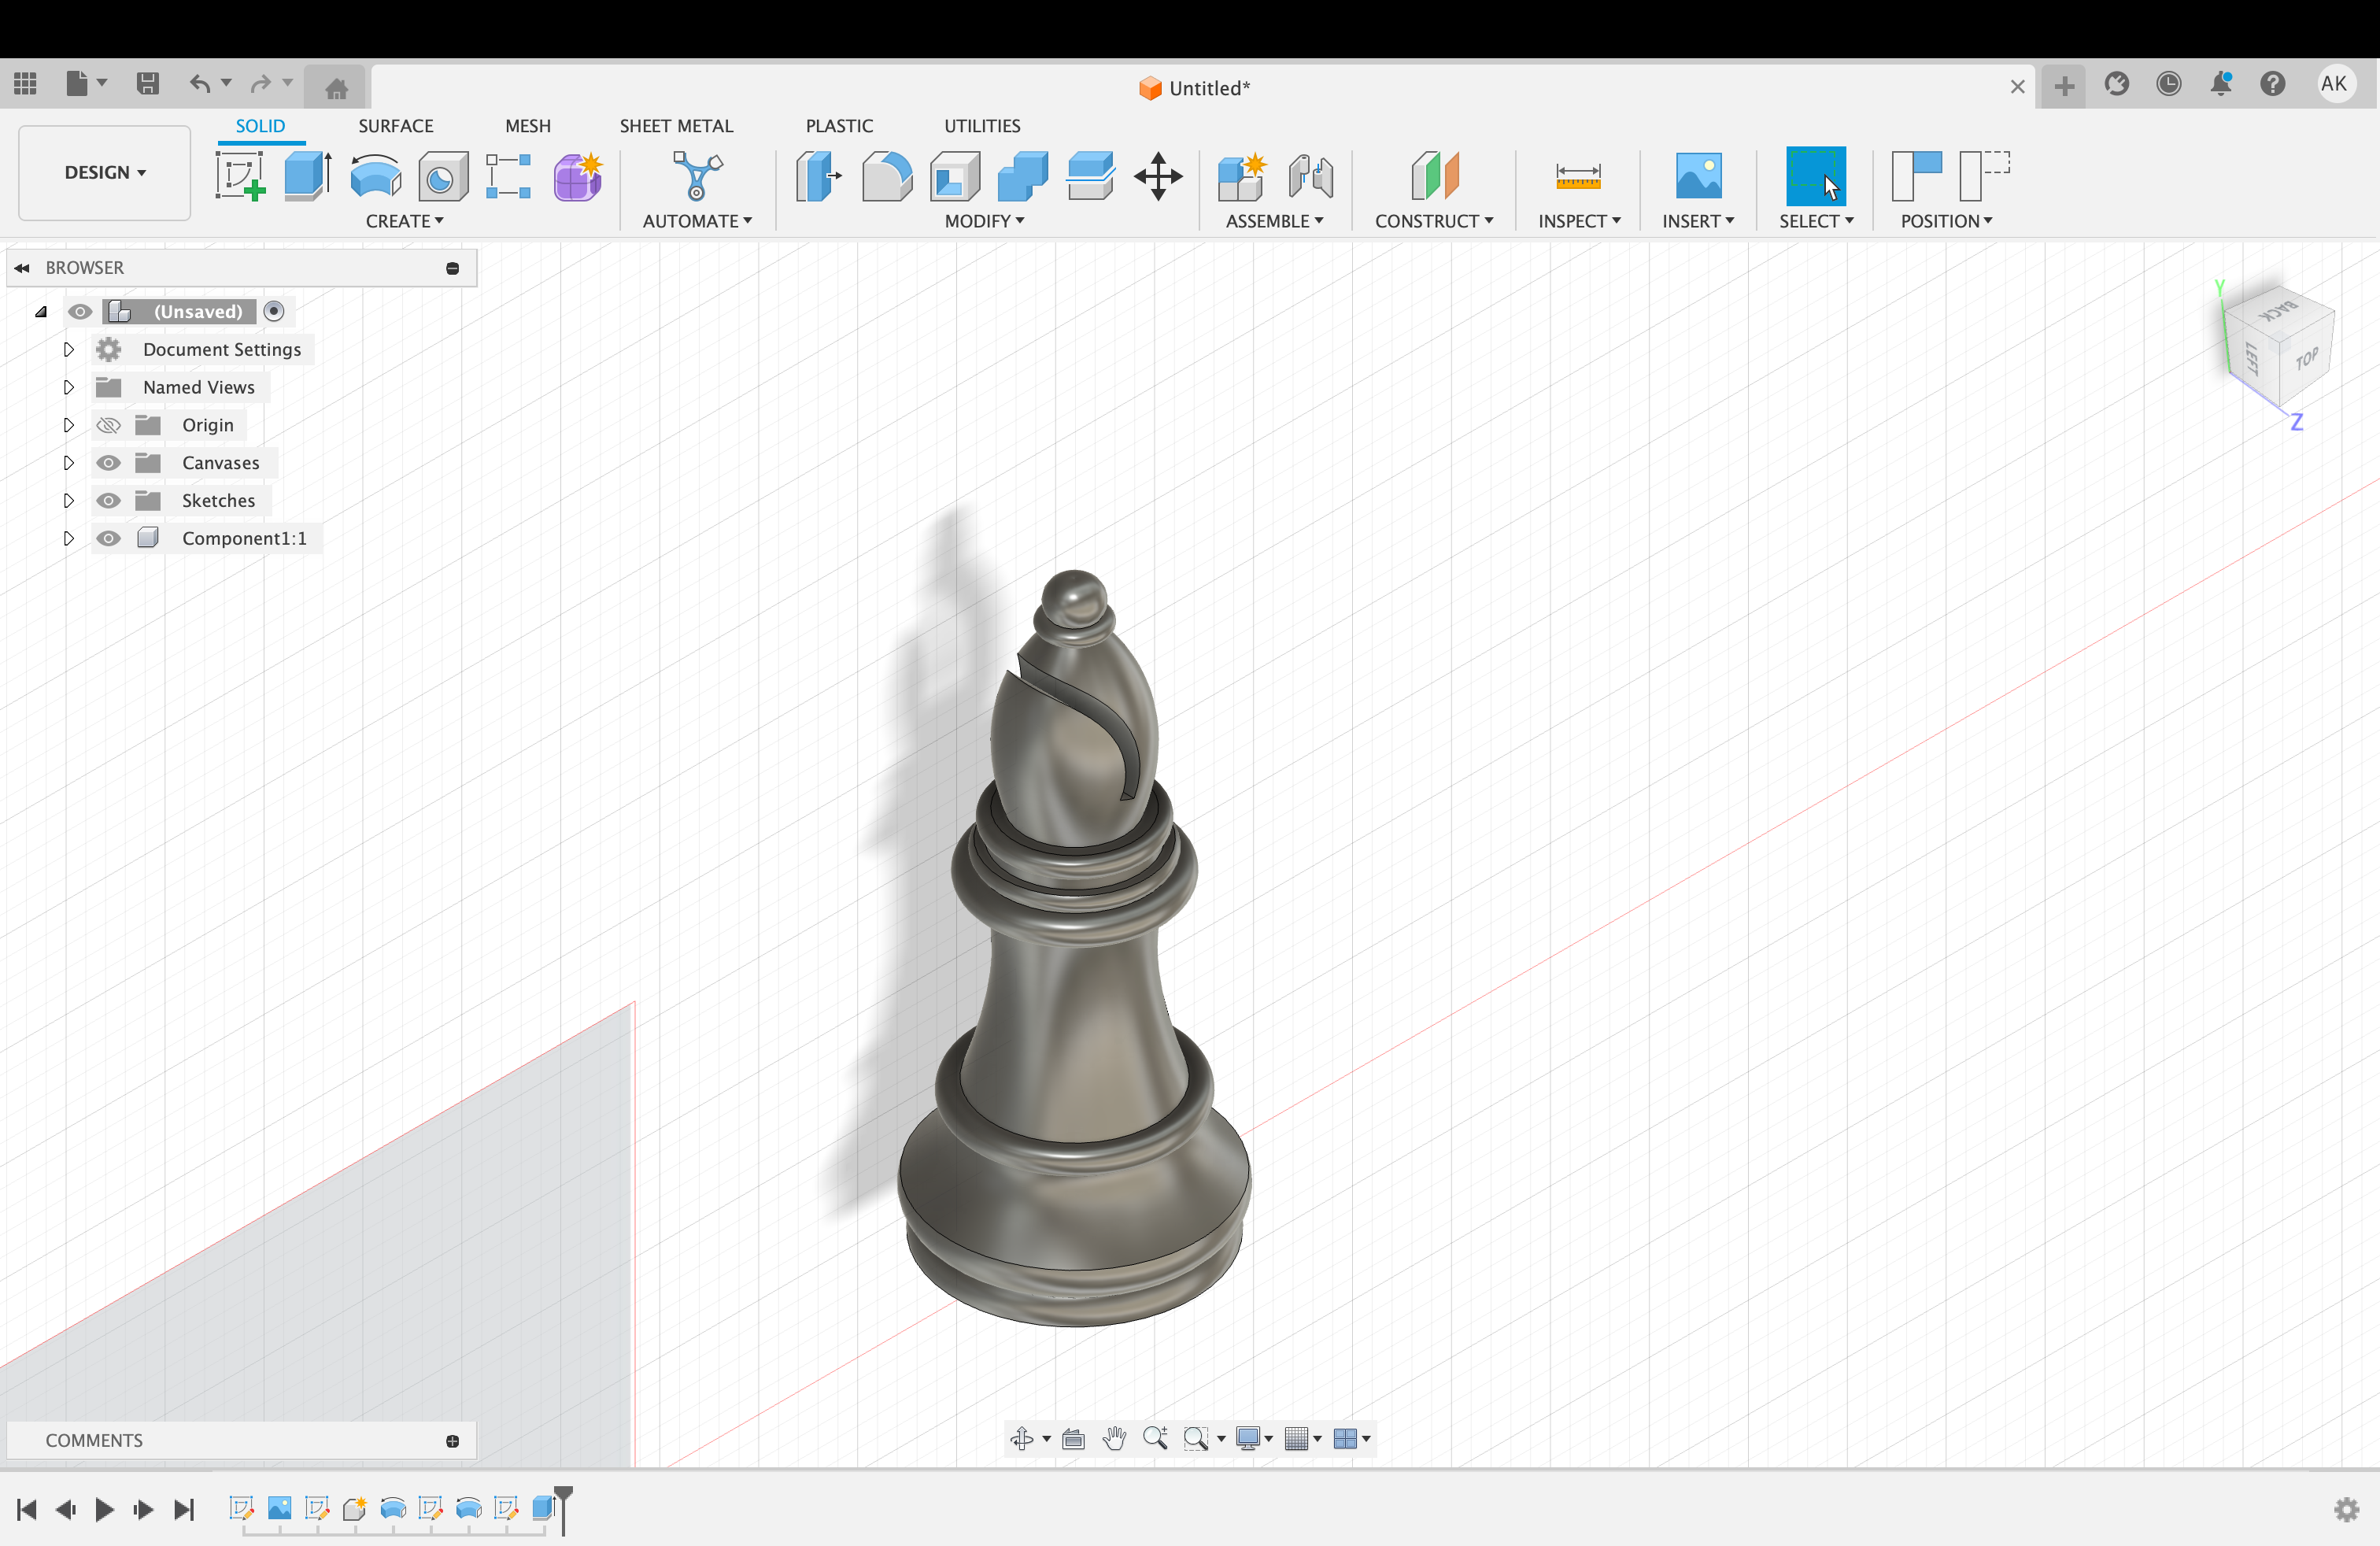 Untitled*
AK
DESIGN
SOLID
SURFACE
MESH
SHEET METAL
PLASTIC
UTILITIES
CREATE
AUTOMATE
MODIFY
ASSEMBLE
CONSTRUCT
INSPECT
INSERT
SELECT
POSITION
BROWSER
(Unsaved)
Document Settings
Named Views
Origin
Canvases
Sketches
Component1:1
Y
BACK
LEFT
TOP
Z
COMMENTS